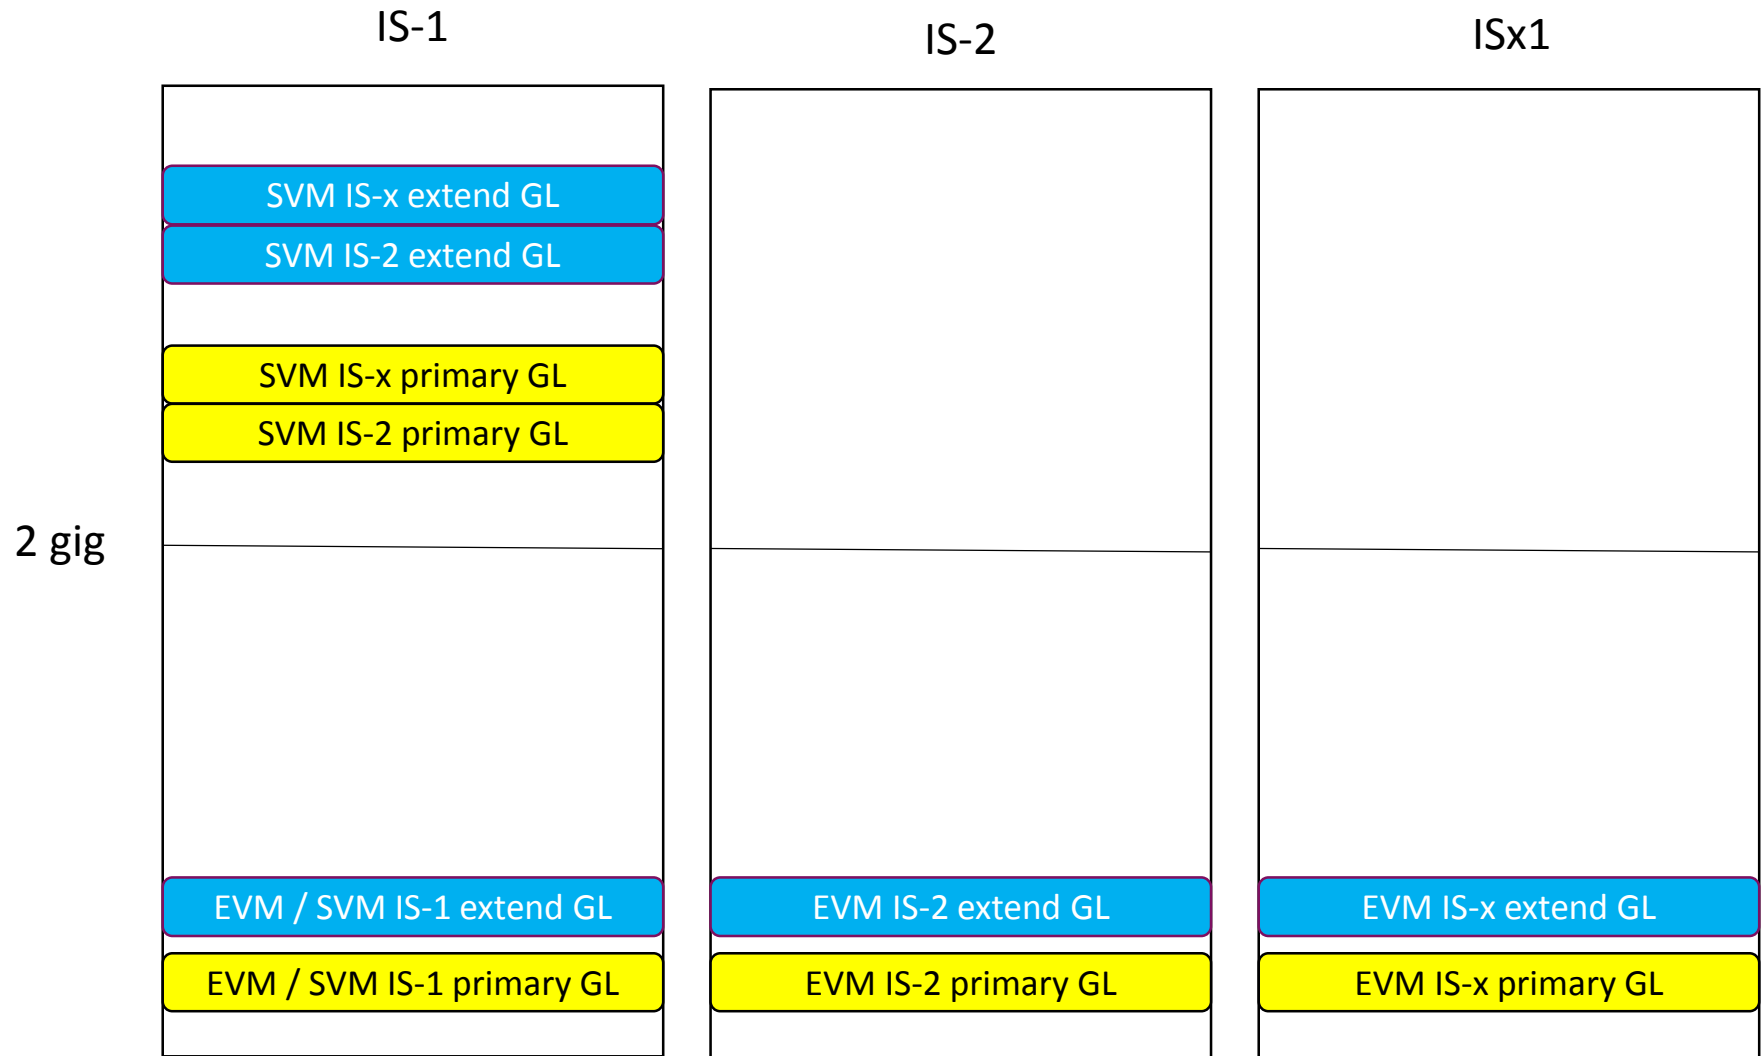 IS-1
IS-2
ISx1
SVM IS-x extend GL
SVM IS-2 extend GL
SVM IS-x primary GL
SVM IS-2 primary GL
2 gig
EVM / SVM IS-1 extend GL
EVM IS-2 extend GL
EVM IS-x extend GL
EVM / SVM IS-1 primary GL
EVM IS-2 primary GL
EVM IS-x primary GL